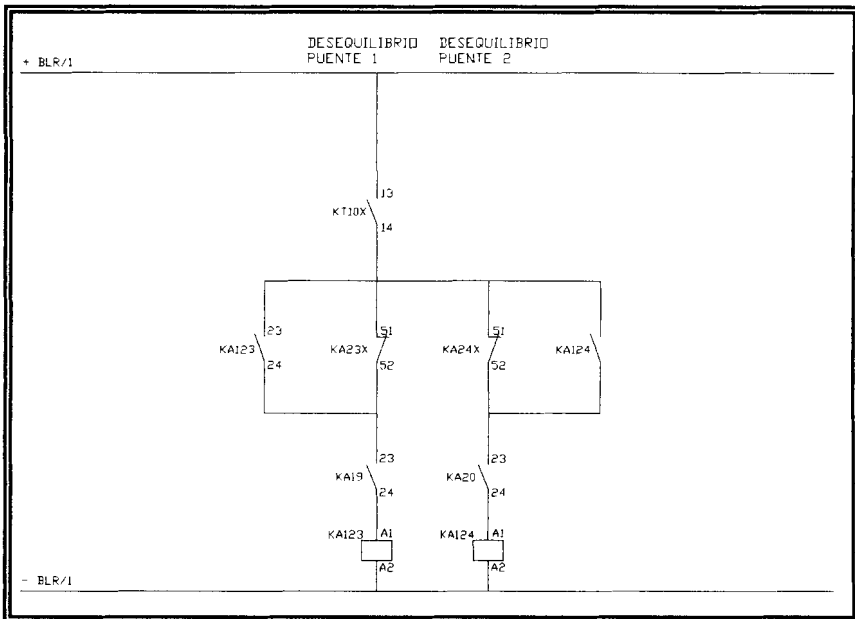 DESEQUILIBRIO DESEQUILIBRIO
PUENTE 1 PUENTE 2
+ BLR/1
13
KT10X
14
23 51 51
KA123 KA23X KA24X KA124
24 52 52
23 23
KA19 KA20
24 24
KA123 A1 KA124 A1
A2 A2
- BLR/1